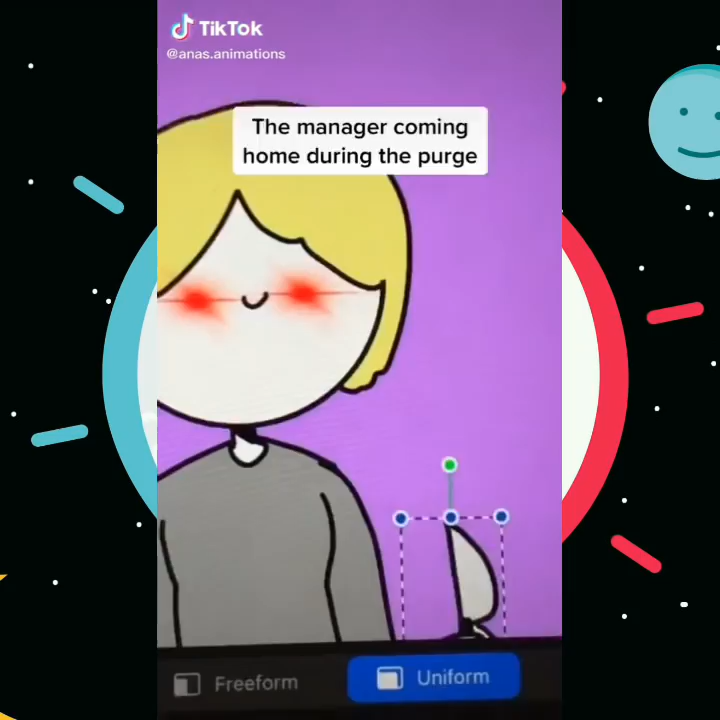 TikTok
@anas.animations
The manager coming
home during the purge
Freeform
Uniform